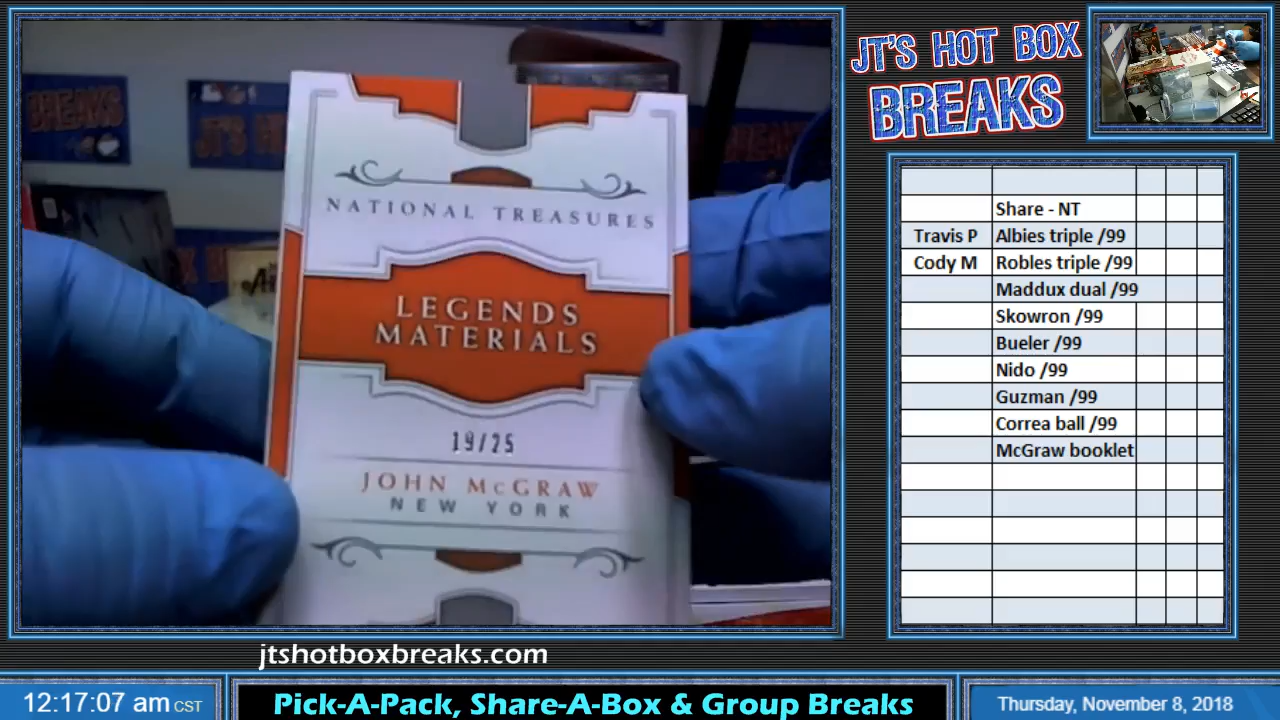 NATIONAL TREASURES
LEGENDS
MATERIALS
19/25
JOHN McGRAW
NEW YORK
BREAKS
JT'S
JT'S HOT BOX
BREAKS
Share - NT
Travis P Albies triple /99
Cody M Robles triple /99
Maddux dual /99
Skowron /99
Bueler /99
Nido /99
Guzman /99
Correa ball /99
McGraw booklet
jtshotboxbreaks.com
12:17:07 am CST
Pick-A-Pack, Share-A-Box & Group Breaks
Thursday, November 8, 2018